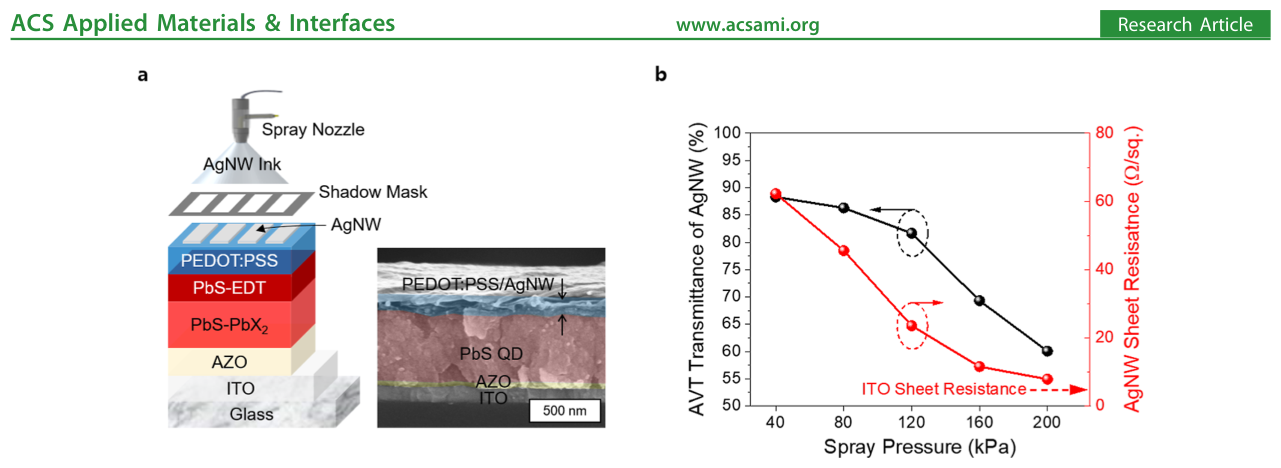 ACS Applied Materials & Interfaces www.acsami.org Research Article
a
Spray Nozzle
AgNW Ink
Shadow Mask
AgNW
PEDOT:PSS
PbS-EDT
PbS-PbX2
AZO
ITO
Glass
PEDOT:PSS/AgNW
PbS QD
AZO
ITO
500 nm
b
AVT Transmittance of AgNW (%)
100
95
90
85
80
75
70
65
60
55
50
40 80 120 160 200
Spray Pressure (kPa)
80
60
40
20
0
AgNW Sheet Resisatnce (Ω/sq.)
ITO Sheet Resistance